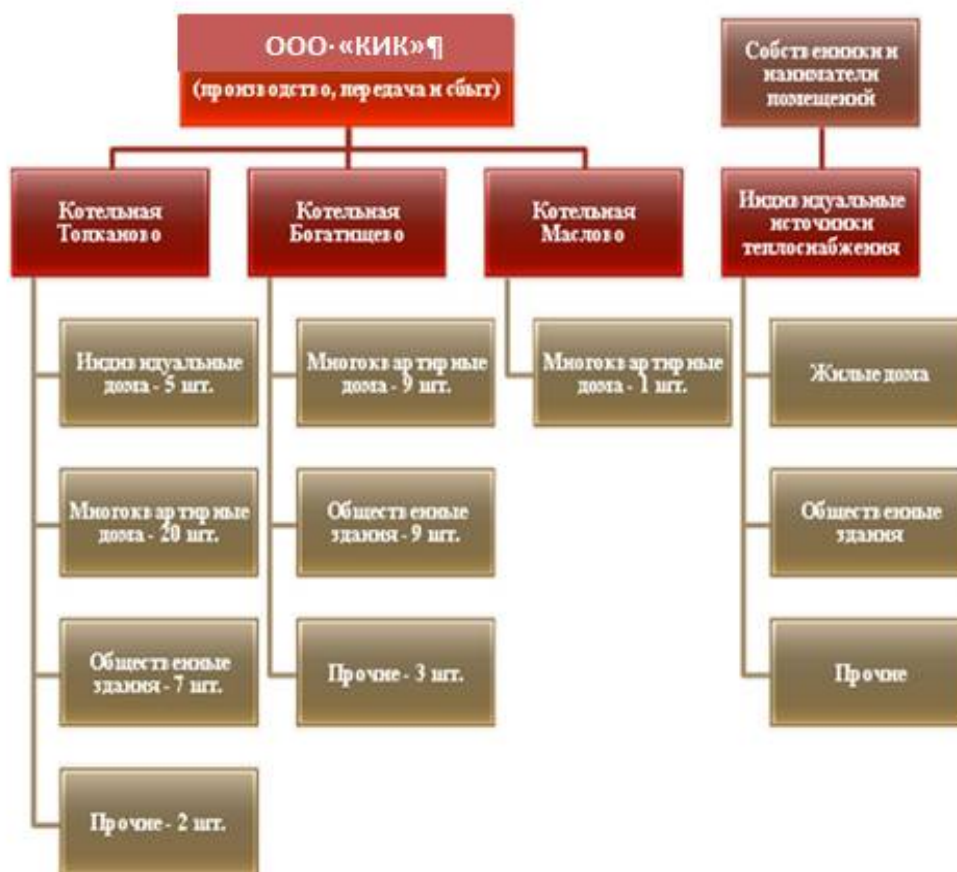 ООО·«КИК»¶
(производство, передача и сбыт)
Собственники и
наниматели
помещений
Котельная
Топканово
Котельная
Богатищево
Котельная
Маслово
Индивидуальные
источники
теплоснабжения
Индивидуальные
дома - 5 шт.
Многоквартирные
дома - 20 шт.
Общественные
здания - 7 шт.
Прочие - 2 шт.
Многоквартирные
дома - 9 шт.
Общественные
здания - 9 шт.
Прочие - 3 шт.
Многоквартирные
дома - 1 шт.
Жилые дома
Общественные
здания
Прочие